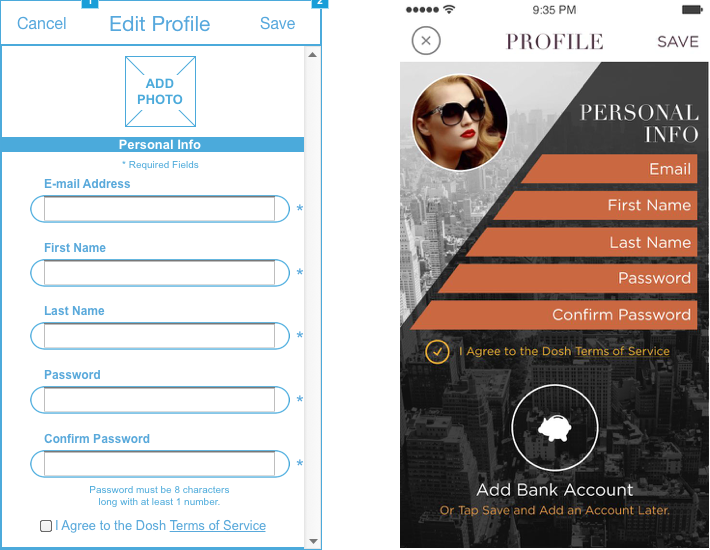 1
2
Cancel
Edit Profile
Save
ADD
PHOTO
Personal Info
* Required Fields
E-mail Address
*
First Name
*
Last Name
*
Password
*
Confirm Password
*
Password must be 8 characters
long with at least 1 number.
I Agree to the Dosh Terms of Service
9:35 PM
PROFILE
SAVE
PERSONAL
INFO
Email
First Name
Last Name
Password
Confirm Password
I Agree to the Dosh Terms of Service
Add Bank Account
Or Tap Save and Add an Account Later.